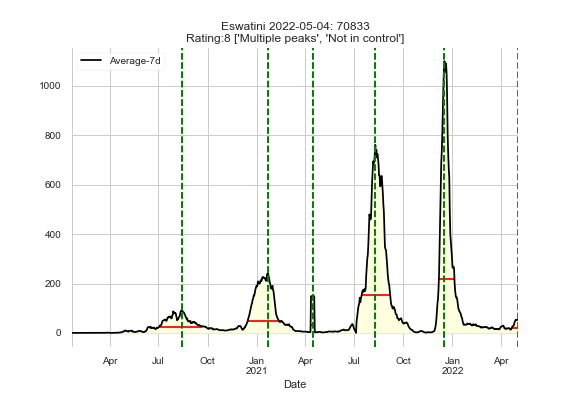 Eswatini 2022-05-04: 70833
Rating:8 ['Multiple peaks', 'Not in control']
Average-7d
1000
800
600
400
200
0
Apr
Jul
Oct
Jan
2021
Apr
Jul
Oct
Jan
2022
Apr
Date